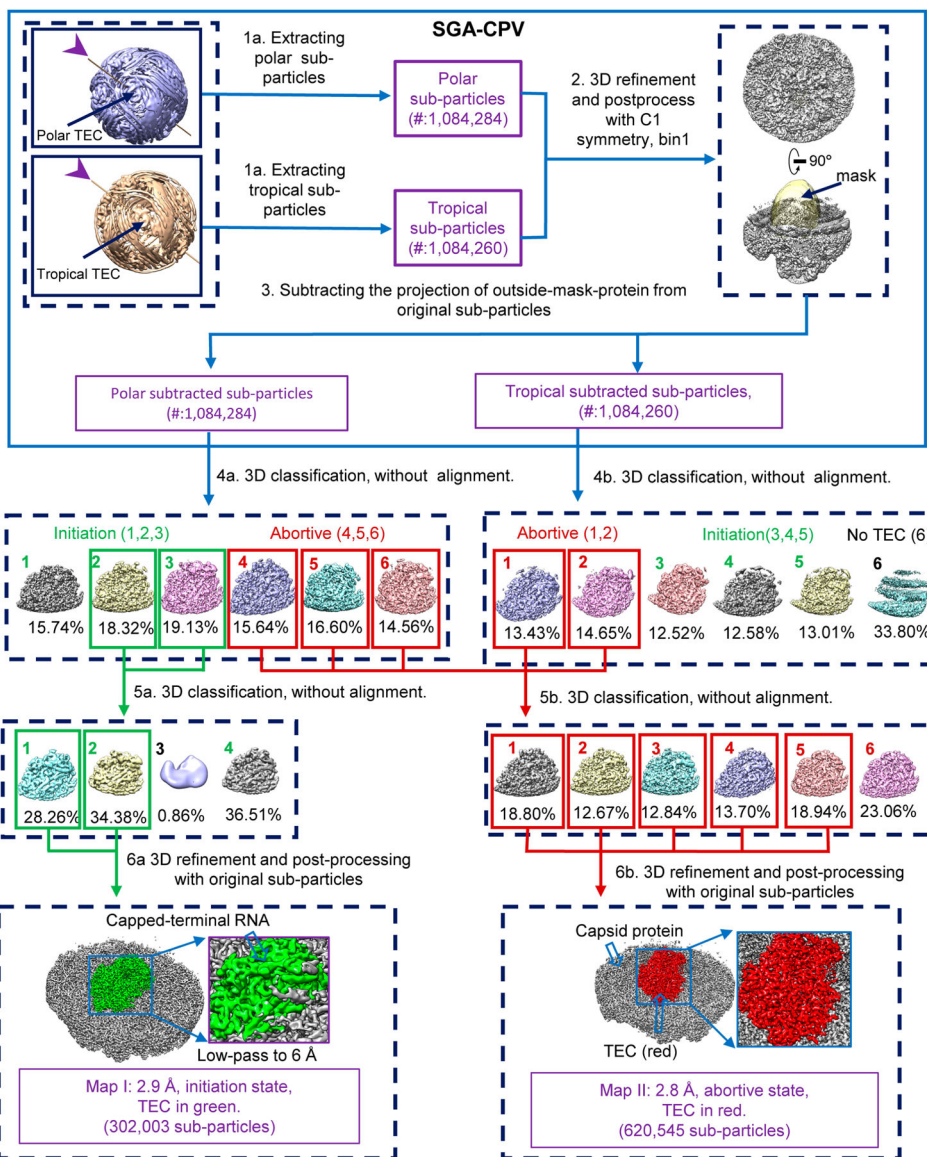 SGA-CPV
1a. Extracting
polar sub-
particles
Polar TEC
Polar
sub-particles
(#:1,084,284)
2. 3D refinement
and postprocess
with C1
symmetry, bin1
90°
mask
1a. Extracting
tropical sub-
particles
Tropical TEC
Tropical
sub-particles
(#:1,084,260)
3. Subtracting the projection of outside-mask-protein from
original sub-particles
Polar subtracted sub-particles
(#:1,084,284)
Tropical subtracted sub-particles,
(#:1,084,260)
4a. 3D classification, without alignment.
4b. 3D classification, without alignment.
Initiation (1,2,3)
Abortive (4,5,6)
1
2
3
4
5
6
15.74%
18.32%
19.13%
15.64%
16.60%
14.56%
Abortive (1,2)
Initiation(3,4,5)
No TEC (6
1
2
3
4
5
6
13.43%
14.65%
12.52%
12.58%
13.01%
33.80%
5a. 3D classification, without alignment.
5b. 3D classification, without alignment.
1
2
3
4
28.26%
34.38%
0.86%
36.51%
1
2
3
4
5
6
18.80%
12.67%
12.84%
13.70%
18.94%
23.06%
6a 3D refinement and post-processing
with original sub-particles
6b. 3D refinement and post-processing
with original sub-particles
Capped-terminal RNA
Low-pass to 6 Å
Map I: 2.9 Å, initiation state,
TEC in green.
(302,003 sub-particles)
Capsid protein
TEC (red)
Map II: 2.8 Å, abortive state,
TEC in red.
(620,545 sub-particles)